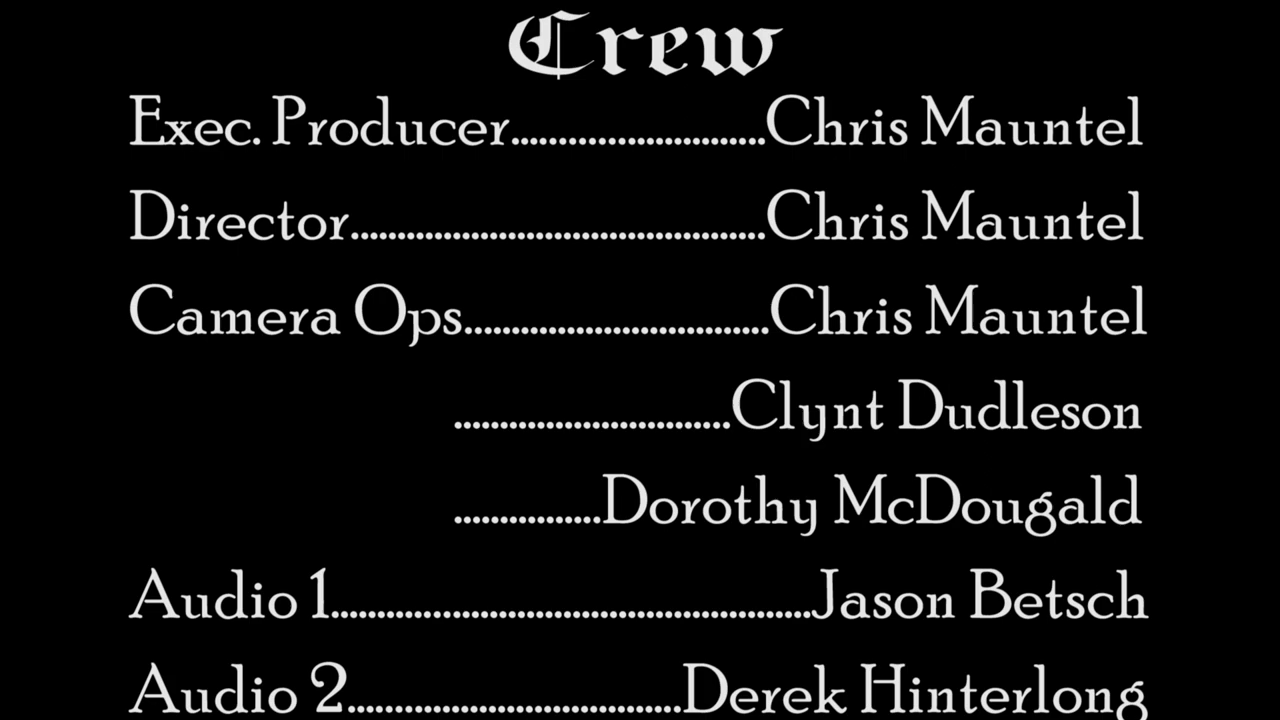 Crew
Exec. Producer...........................Chris Mauntel
Director............................................Chris Mauntel
Camera Ops................................Chris Mauntel
.............................Clynt Dudleson
................Dorothy McDougald
Audio 1...................................................Jason Betsch
Audio 2...................................Derek Hinterlong